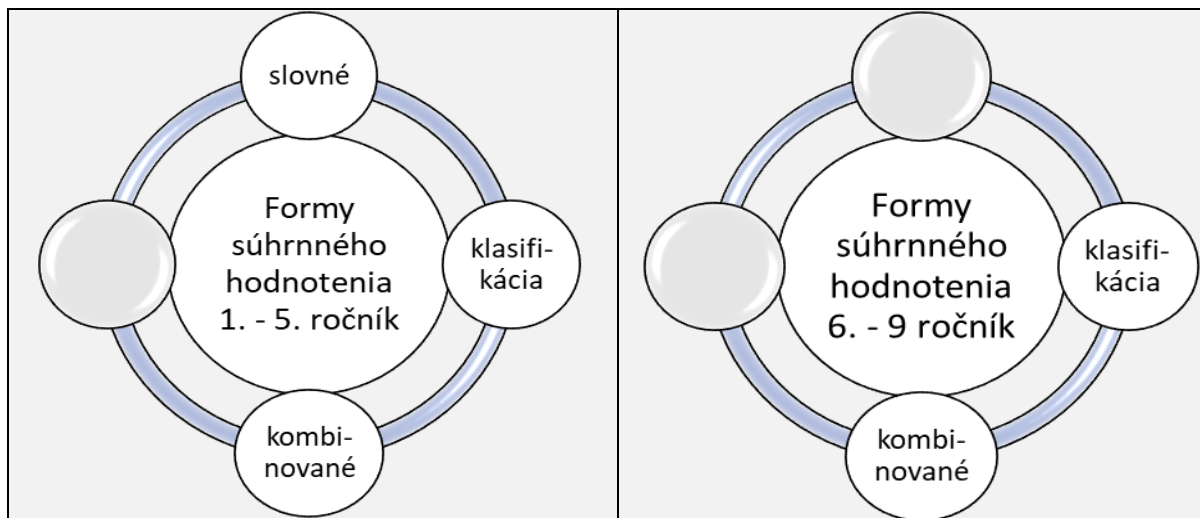 slovné
Formy
súhrnného
hodnotenia
1. - 5. ročník
klasifi-
kácia
kombi-
nované
Formy
súhrnného
hodnotenia
6. - 9 ročník
klasifi-
kácia
kombi-
nované